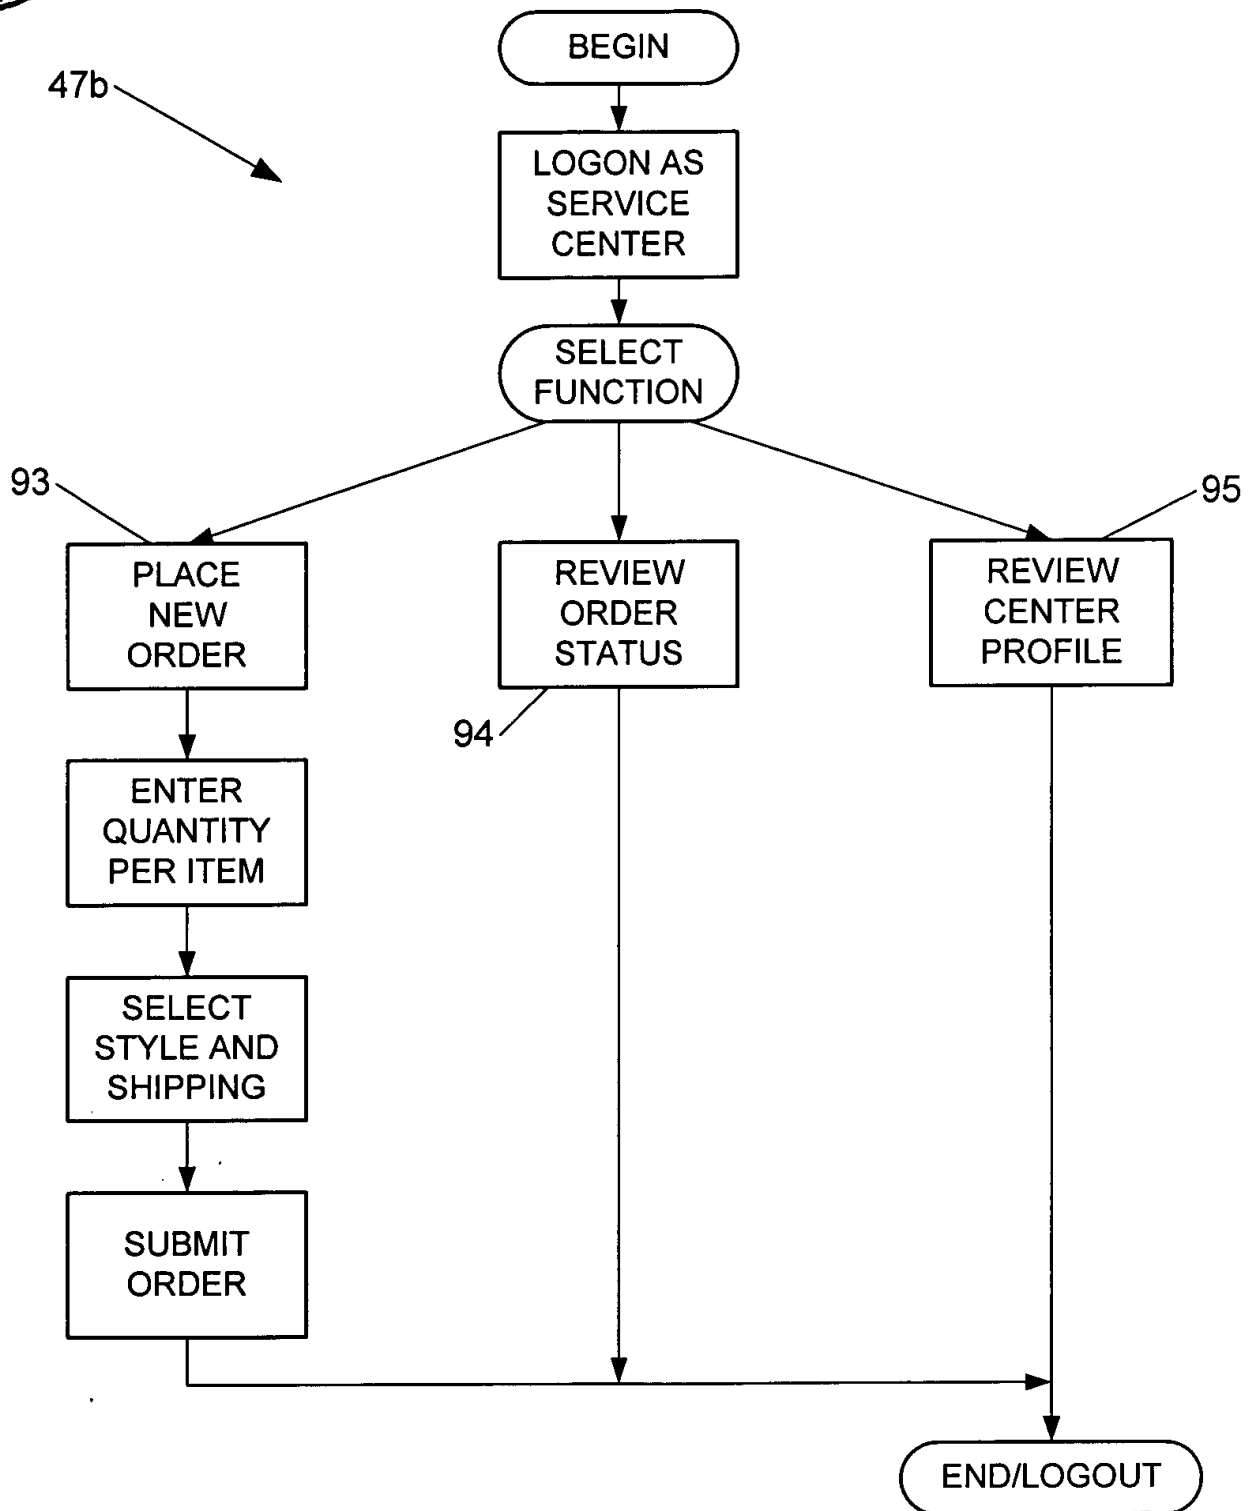 BEGIN
47b
LOGON AS
SERVICE
CENTER
SELECT
FUNCTION
93
95
PLACE
NEW
ORDER
REVIEW
ORDER
STATUS
REVIEW
CENTER
PROFILE
94
ENTER
QUANTITY
PER ITEM
SELECT
STYLE AND
SHIPPING
SUBMIT
ORDER
END/LOGOUT